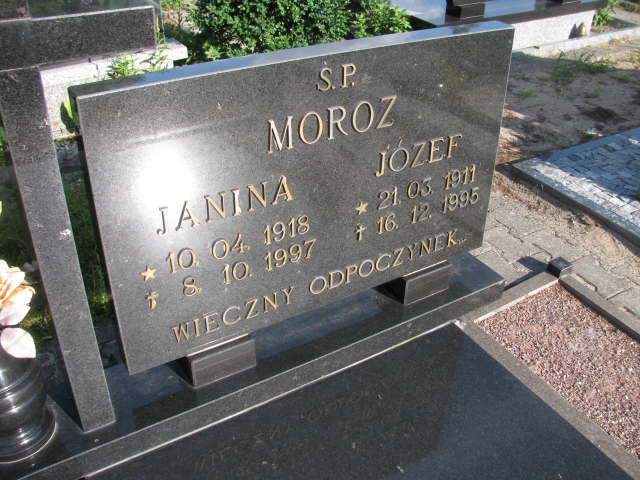 Ś.P.
MOROZ
JANINA
★ 10. 04. 1918
✝ 8. 10. 1997
JÓZEF
★ 21. 03. 1911
✝ 16. 12. 1995
WIECZNY ODPOCZYNEK...